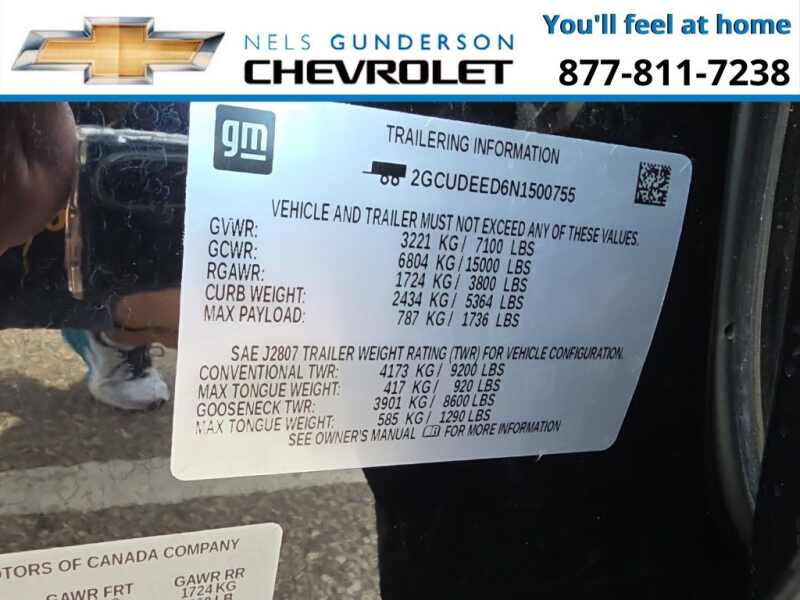 NELS GUNDERSON
CHEVROLET
You'll feel at home
877-811-7238
gm
TRAILERING INFORMATION
2GCUDEED6N1500755
VEHICLE AND TRAILER MUST NOT EXCEED ANY OF THESE VALUES.
GVWR: 3221 KG/ 7100 LBS
GCWR: 6804 KG/15000 LBS
RGAWR: 1724 KG/ 3800 LBS
CURB WEIGHT: 2434 KG/ 5364 LBS
MAX PAYLOAD: 787 KG/ 1736 LBS
SAE J2807 TRAILER WEIGHT RATING (TWR) FOR VEHICLE CONFIGURATION.
CONVENTIONAL TWR: 4173 KG/ 9200 LBS
MAX TONGUE WEIGHT: 417 KG/ 920 LBS
GOOSENECK TWR: 3901 KG/ 8600 LBS
MAX TONGUE WEIGHT: 585 KG/ 1290 LBS
SEE OWNER'S MANUAL FOR MORE INFORMATION
OF CANADA COMPANY
GAWR FRT
GAWR RR
1724 KG